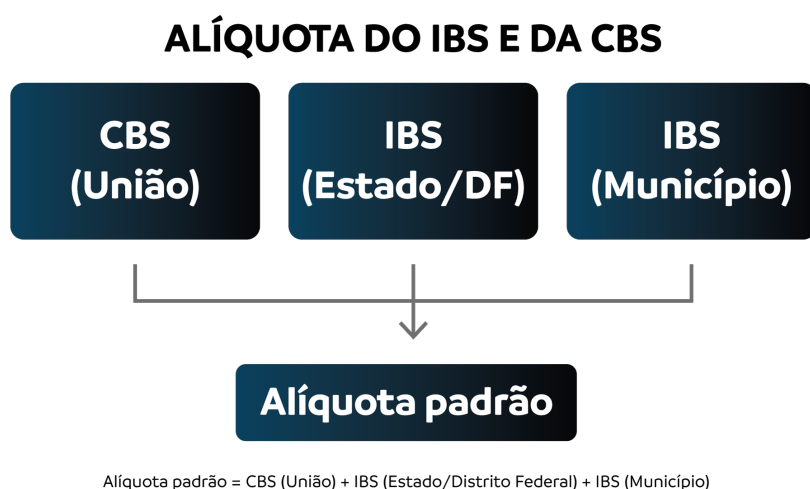 ALÍQUOTA DO IBS E DA CBS
CBS
(União)
IBS
(Estado/DF)
IBS
(Município)
Alíquota padrão
Alíquota padrão = CBS (União) + IBS (Estado/Distrito Federal) + IBS (Município)